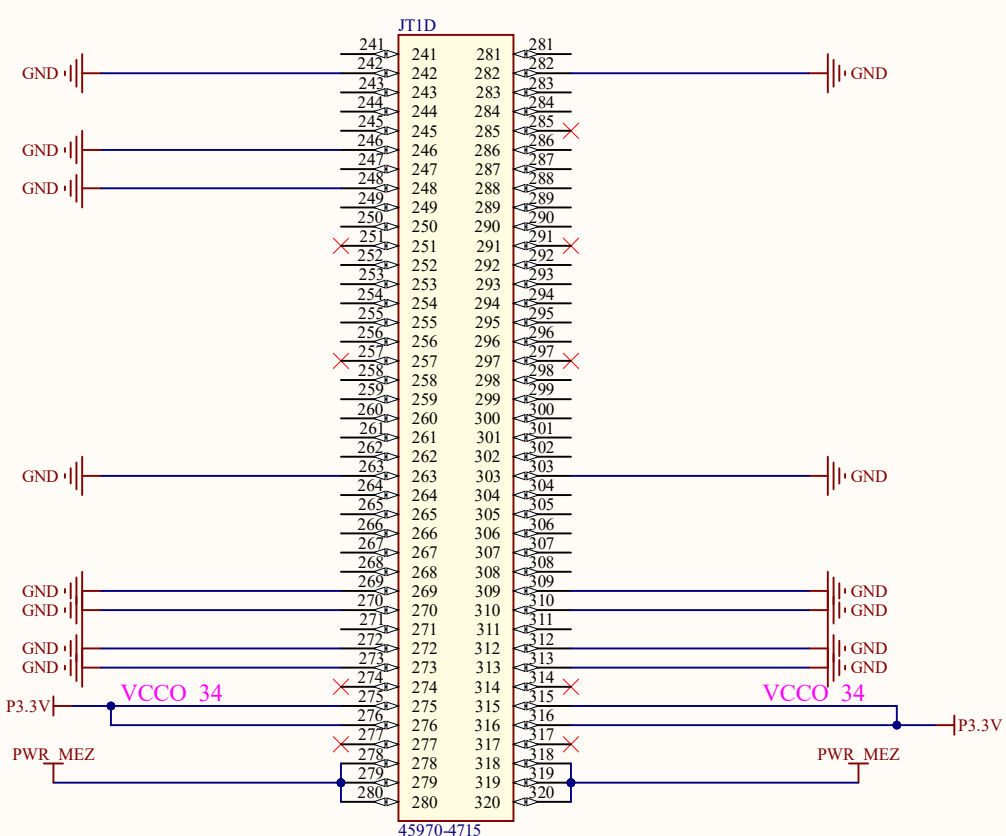 JT1D
241 241 281 281
GND 242 242 282 282 GND
243 243 283 283
244 244 284 284
245 245 285 285
GND 246 246 286 286
247 247 287 287
GND 248 248 288 288
249 249 289 289
250 250 290 290
251 251 291 291
252 252 292 292
253 253 293 293
254 254 294 294
255 255 295 295
256 256 296 296
257 257 297 297
258 258 298 298
259 259 299 299
260 260 300 300
261 261 301 301
262 262 302 302
GND 263 263 303 303 GND
264 264 304 304
265 265 305 305
266 266 306 306
267 267 307 307
268 268 308 308
GND 269 269 309 309 GND
GND 270 270 310 310 GND
271 271 311 311
GND 272 272 312 312 GND
GND 273 273 313 313 GND
274 274 314 314
VCCO_34 VCCO_34
P3.3V 275 275 315 315
276 276 316 316 P3.3V
277 277 317 317
PWR_MEZ PWR_MEZ
278 278 318 318
279 279 319 319
280 280 320 320
45970-4715